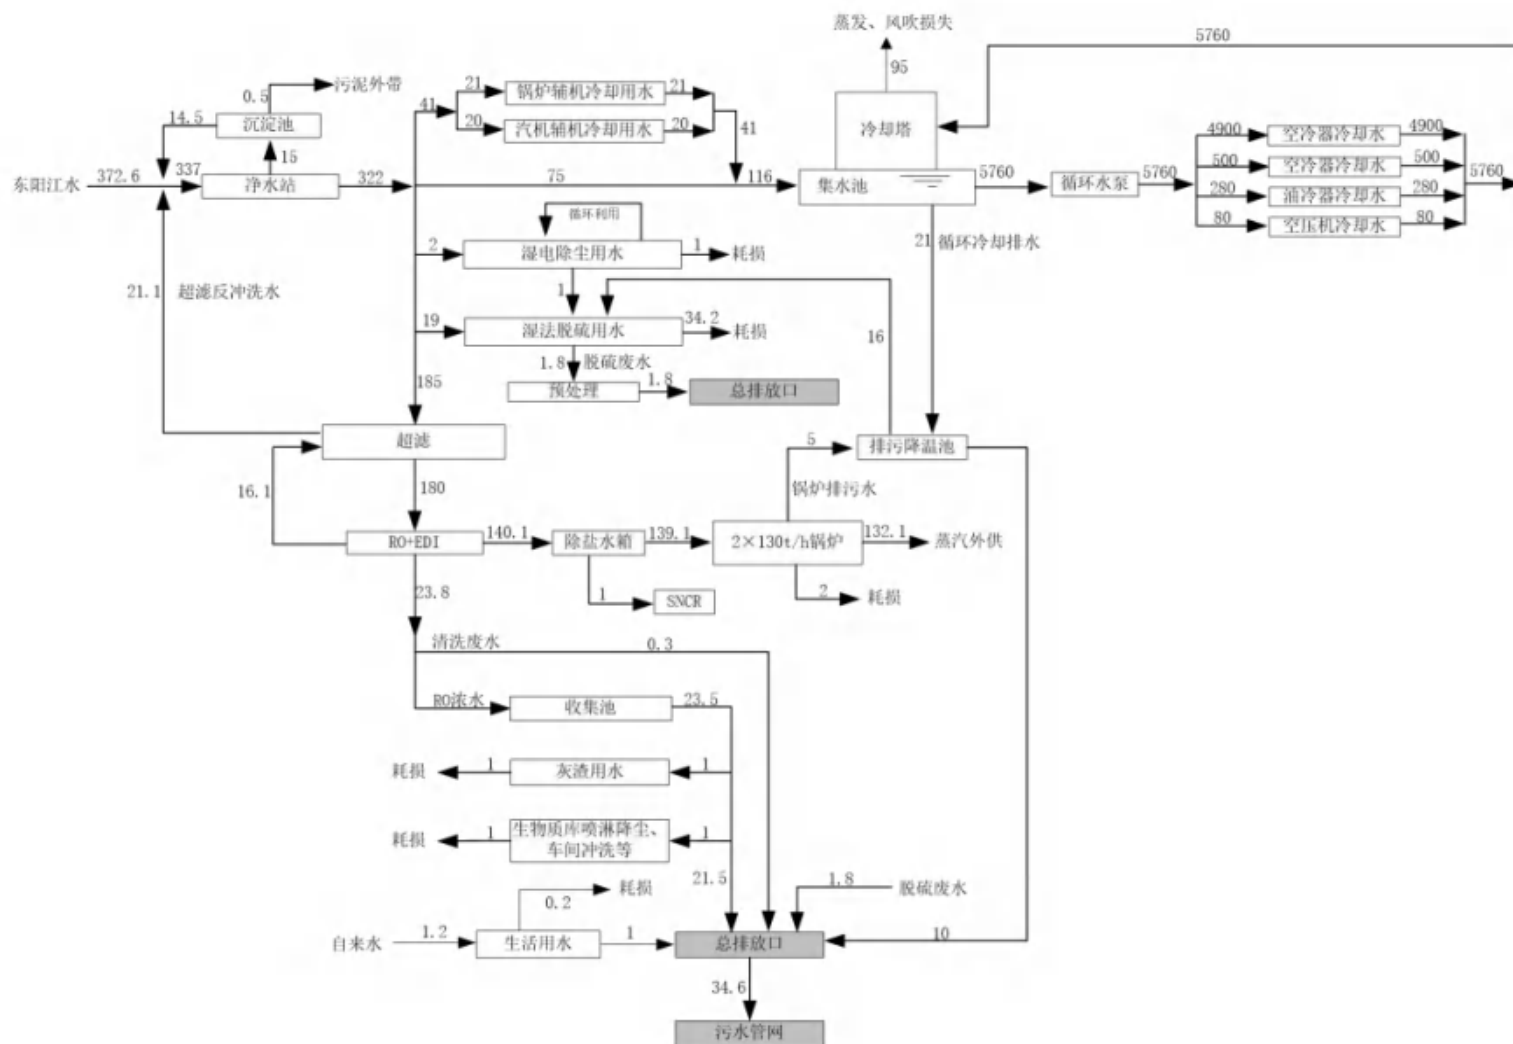 蒸发、风吹损失
5760
95
污泥外带
0.5
沉淀池
14.5
15
东阳江水
372.6
337
净水站
322
41
21
锅炉辅机冷却用水
21
20
汽机辅机冷却用水
20
41
75
116
冷却塔
集水池
5760
循环水泵
5760
4900
空冷器冷却水
4900
500
空冷器冷却水
500
280
油冷器冷却水
280
80
空压机冷却水
80
5760
21
循环冷却排水
循环利用
2
湿电除尘用水
1
耗损
1
21.1
超滤反冲洗水
19
湿法脱硫用水
34.2
耗损
16
1.8
脱硫废水
预处理
1.8
总排放口
185
超滤
5
排污降温池
16.1
180
锅炉排污水
RO+EDI
140.1
除盐水箱
139.1
2×130t/h锅炉
132.1
蒸汽外供
23.8
1
SNCR
2
耗损
清洗废水
0.3
RO浓水
收集池
23.5
耗损
1
灰渣用水
1
耗损
1
生物质库喷淋降尘、
车间冲洗等
1
21.5
1.8
脱硫废水
耗损
0.2
自来水
1.2
生活用水
1
总排放口
10
34.6
污水管网